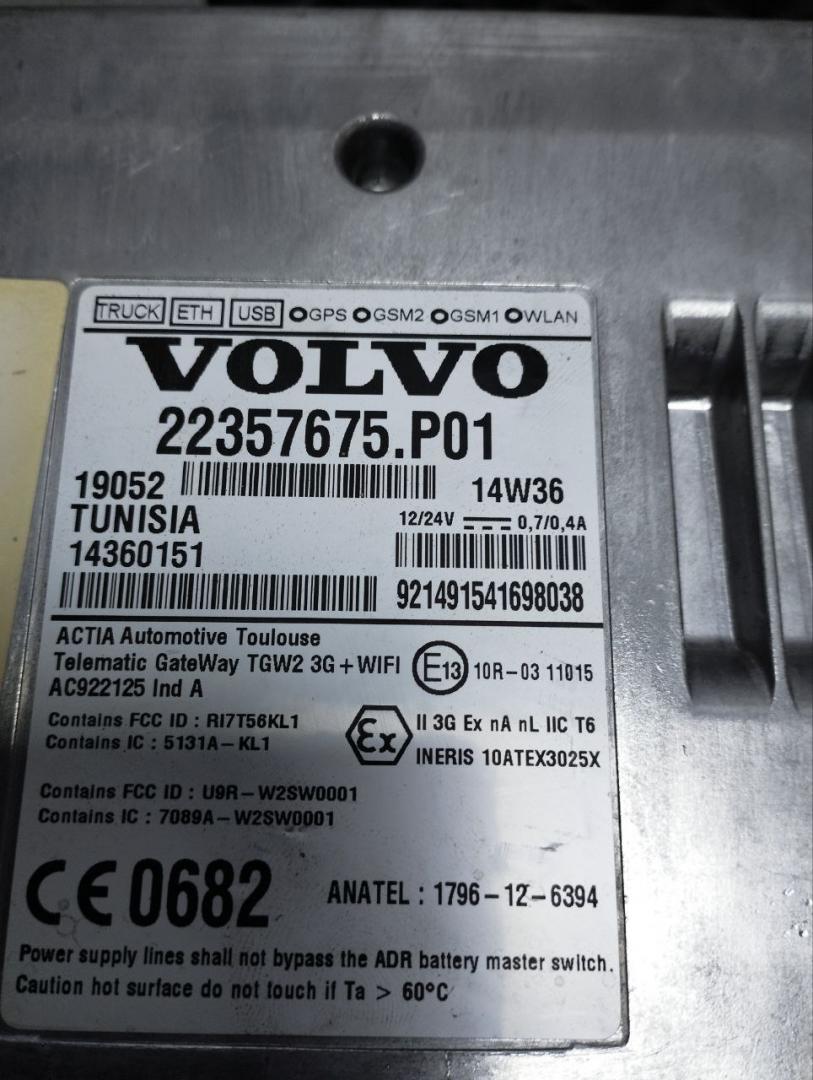 TRUCK ETH USB GPS GSM2 GSM1 WLAN
VOLVO
22357675.P01
19052 14W36
TUNISIA 12/24V 0,7/0,4A
14360151
921491541698038
ACTIA Automotive Toulouse
Telematic GateWay TGW2 3G+WIFI E13 10R-03 11015
AC922125 Ind A
Contains FCC ID : RI7T56KL1 Ex II 3G Ex nA nL IIC T6
Contains IC : 5131A-KL1
INERIS 10ATEX3025X
Contains FCC ID : U9R-W2SW0001
Contains IC : 7089A-W2SW0001
CE 0682 ANATEL : 1796-12-6394
Power supply lines shall not bypass the ADR battery master switch.
Caution hot surface do not touch if Ta > 60°C